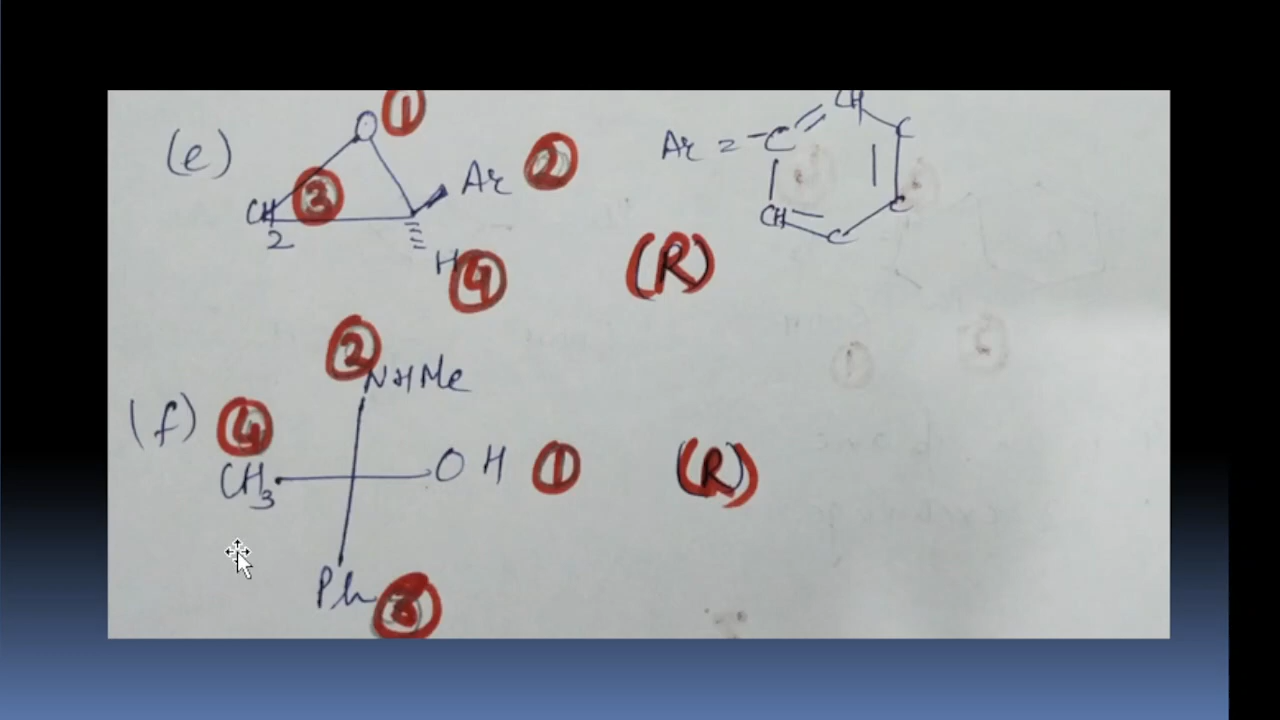 (e) O ① Ar ②
CH2 ③
H ④
Ar = -C CH C C C CH
(R)
② NHMe
(f) ④ CH3 OH ① (R)
Ph ③